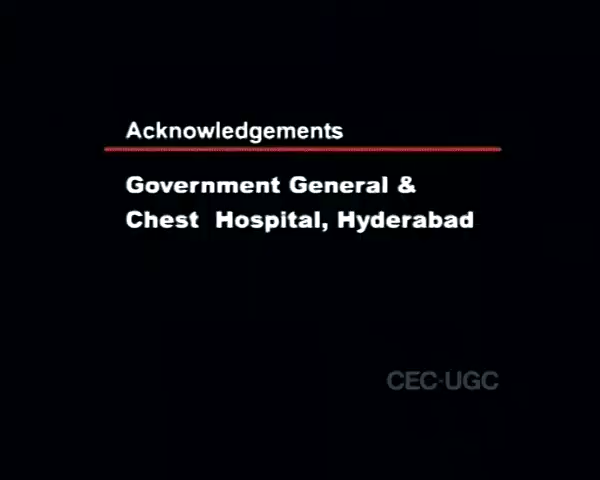 Acknowledgements
Government General &
Chest Hospital, Hyderabad
CEC-UGC